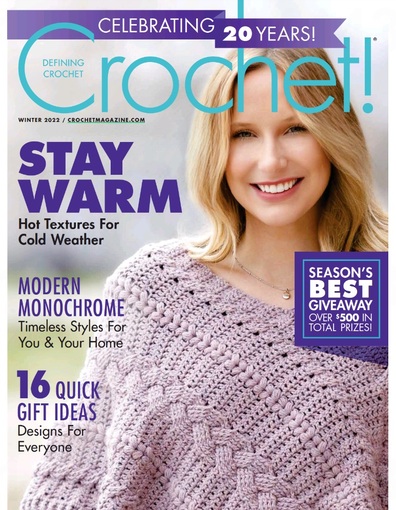 CELEBRATING 20 YEARS!
DEFINING
CROCHET
Crochet!®
WINTER 2022 / CROCHETMAGAZINE.COM
STAY
WARM
Hot Textures For
Cold Weather
MODERN
MONOCHROME
Timeless Styles For
You & Your Home
16 QUICK
GIFT IDEAS
Designs For
Everyone
SEASON'S
BEST
GIVEAWAY
OVER $500 IN
TOTAL PRIZES!